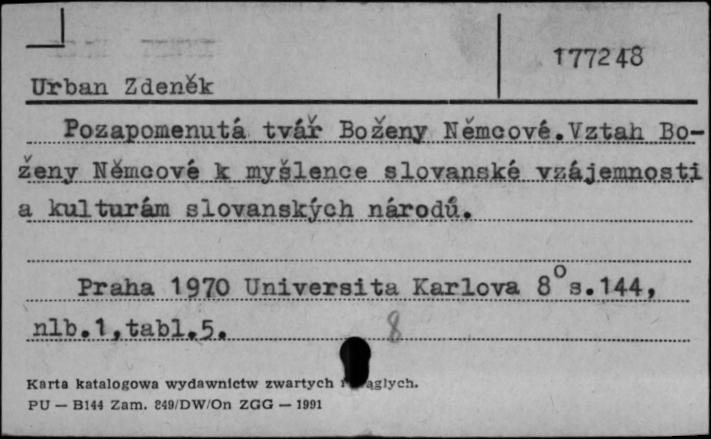 177248
Urban Zdeněk
Pozapomenutá tvář Boženy Němcové. Vztah Bo-
ženy Němcové k myšlence slovanské vzájemnosti
a kulturám slovanských národů.
Praha 1970 Universita Karlova 8° s.144,
nlb.1,tabl.5.
8
Karta katalogowa wydawnictw zwartych
PU — B144 Zam. 849/DW/On ZGG — 1991